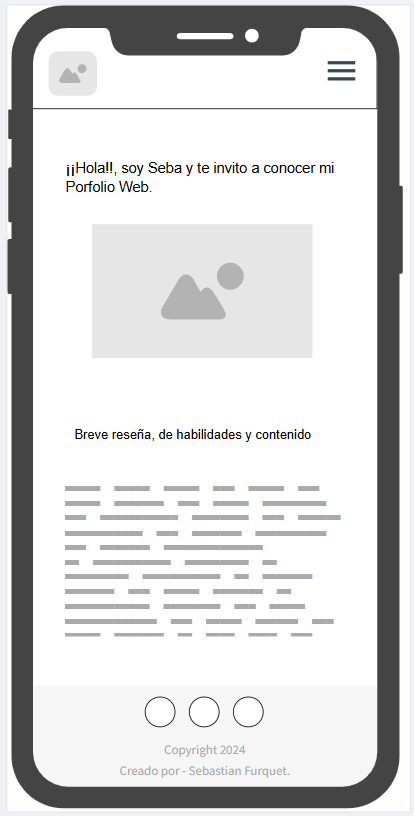 ¡¡Hola!!, soy Seba y te invito a conocer mi
Porfolio Web.
Breve reseña, de habilidades y contenido
Copyright 2024
Creado por - Sebastian Furquet.